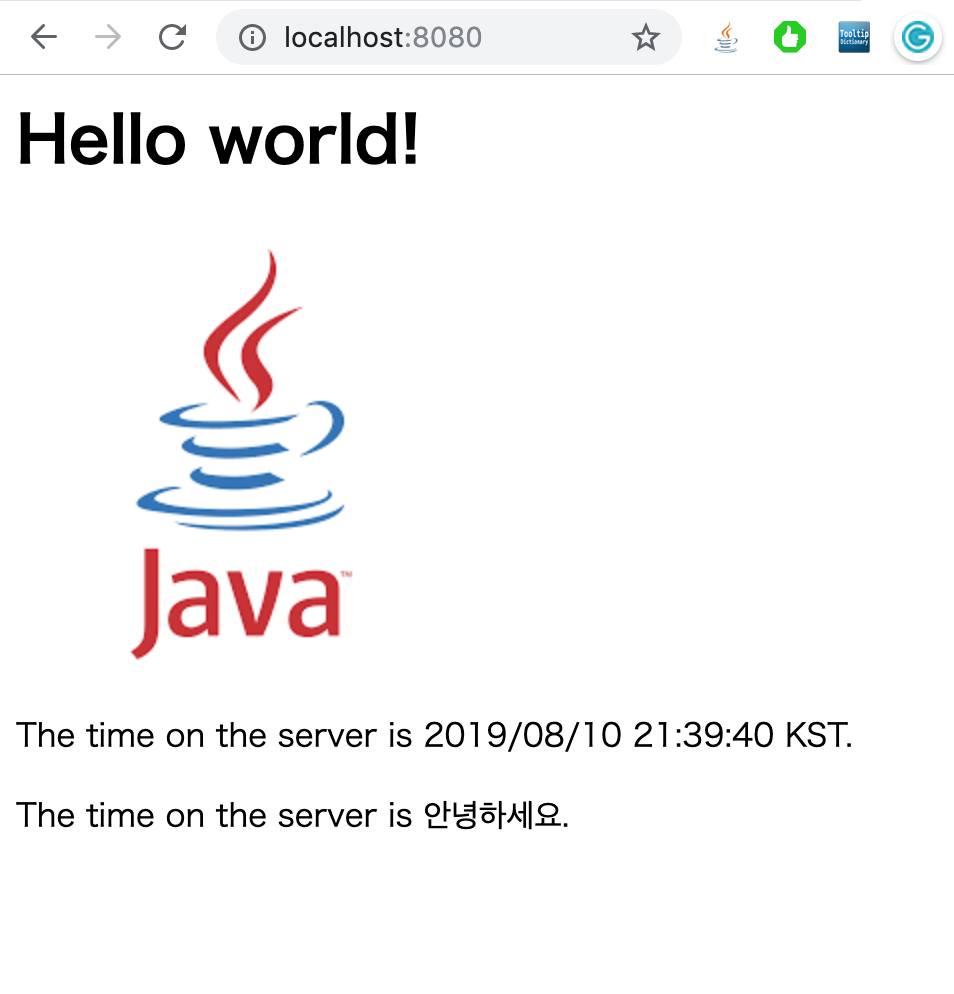 localhost:8080
Tooltip
Dictionary
Hello world!
Java™
The time on the server is 2019/08/10 21:39:40 KST.
The time on the server is 안녕하세요.